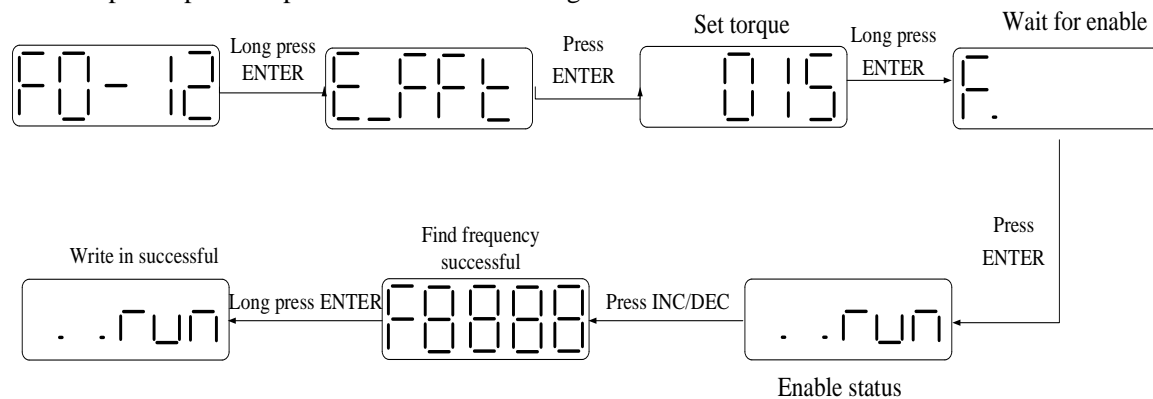 Long press
ENTER
Press
ENTER
Set torque
Long press
ENTER
Wait for enable
F0-12
E_FFt
015
F.
Press
ENTER
Write in successful
Find frequency
successful
..run
Long press ENTER
F8888
Press INC/DEC
..run
Enable status